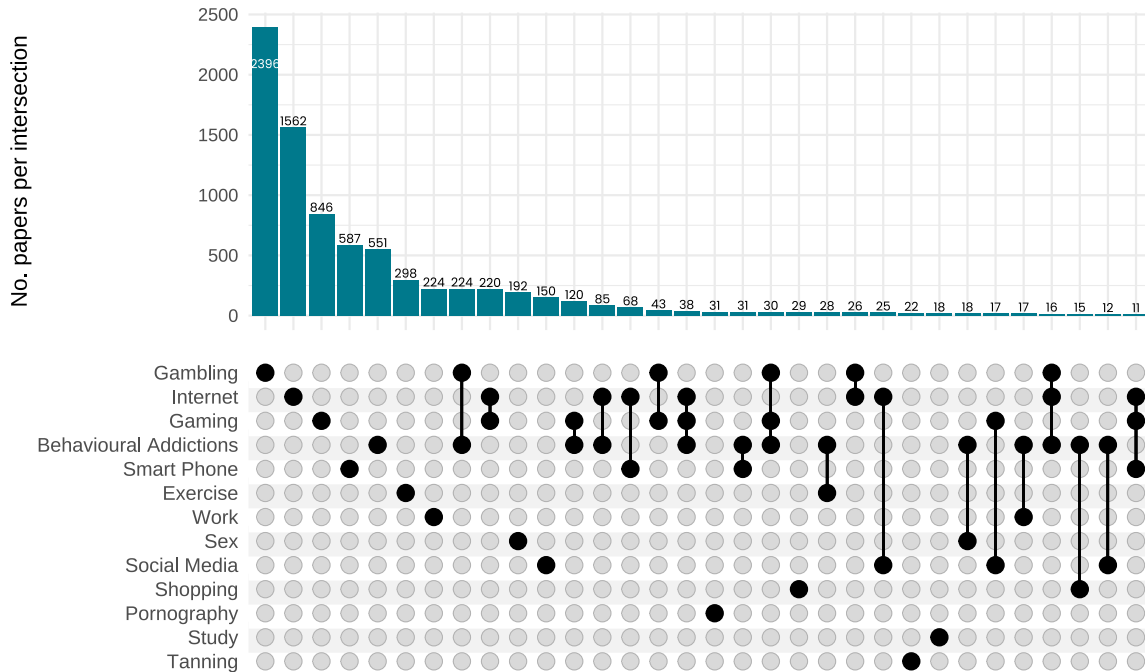 No. papers per intersection
2500
2000
1500
1000
500
0
2396 1562 846 587 551 298 224 224 220 192 150 120 85 68 43 38 31 31 30 29 28 26 25 22 18 18 17 17 16 15 12 11
Gambling
Internet
Gaming
Behavioural Addictions
Smart Phone
Exercise
Work
Sex
Social Media
Shopping
Pornography
Study
Tanning